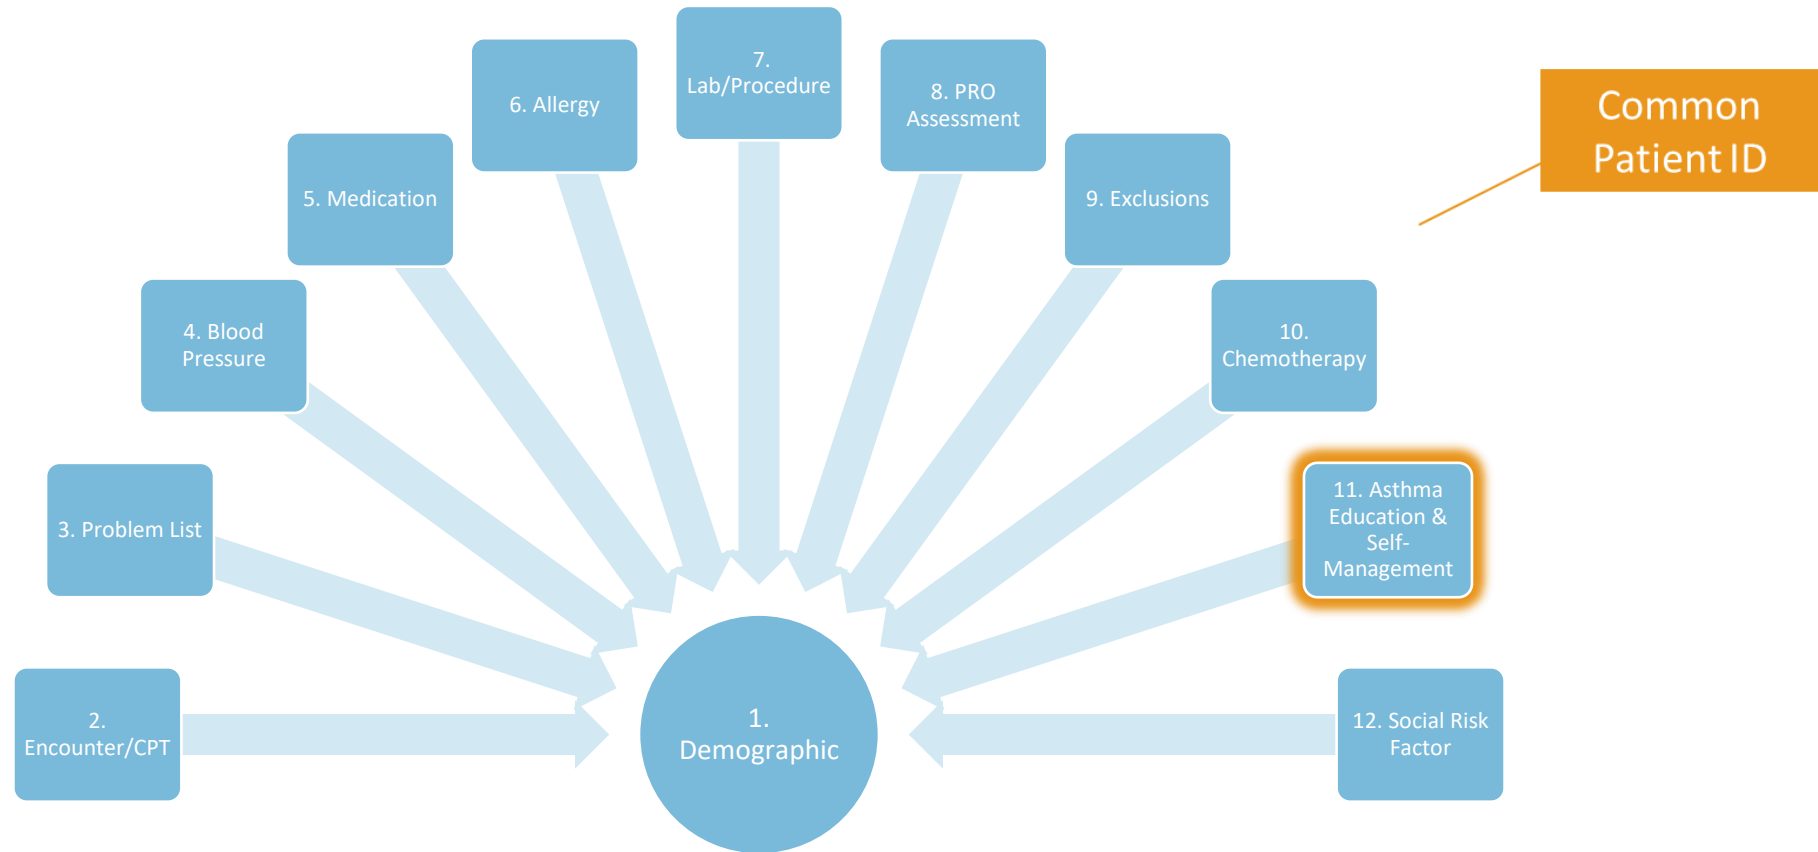 7.
Lab/Procedure
6. Allergy
8. PRO
Assessment
Common
Patient ID
5. Medication
9. Exclusions
4. Blood
Pressure
10.
Chemotherapy
3. Problem List
11. Asthma
Education &
Self-
Management
2.
Encounter/CPT
1.
Demographic
12. Social Risk
Factor